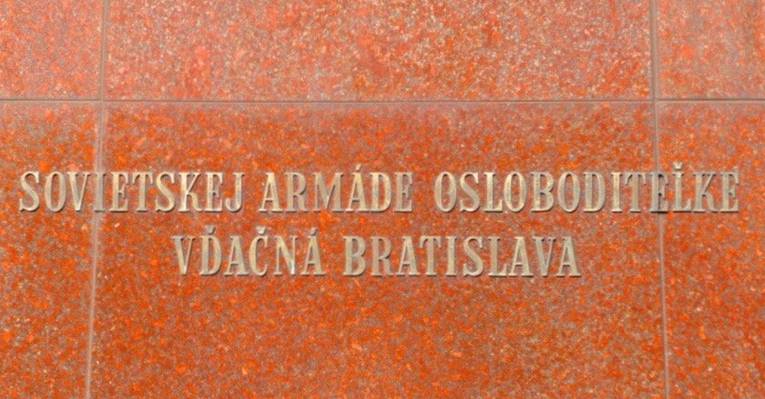 SOVIETSKEJ ARMÁDE OSLOBODITEĽKE
VĎAČNÁ BRATISLAVA